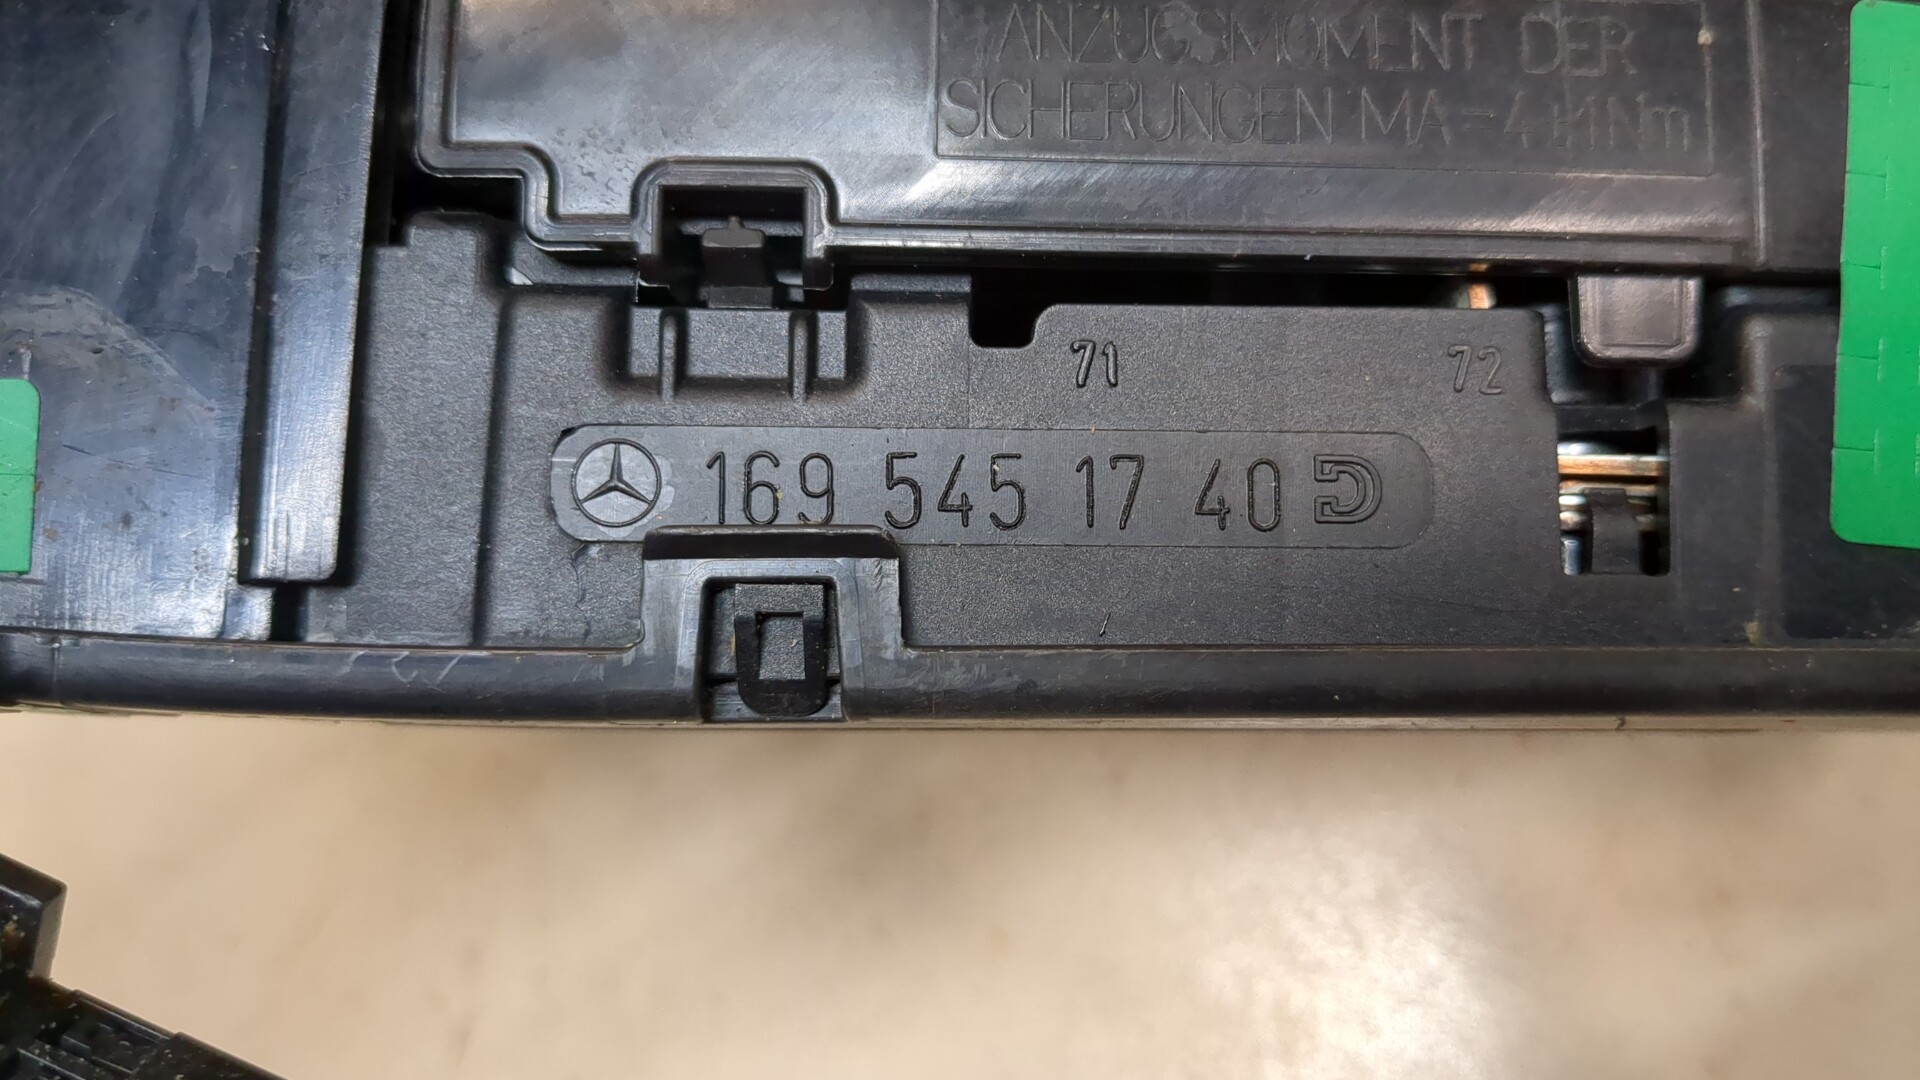 ANZUGSMOMENT DER
SICHERUNGEN MA=4±1Nm
71 72
169 545 17 40